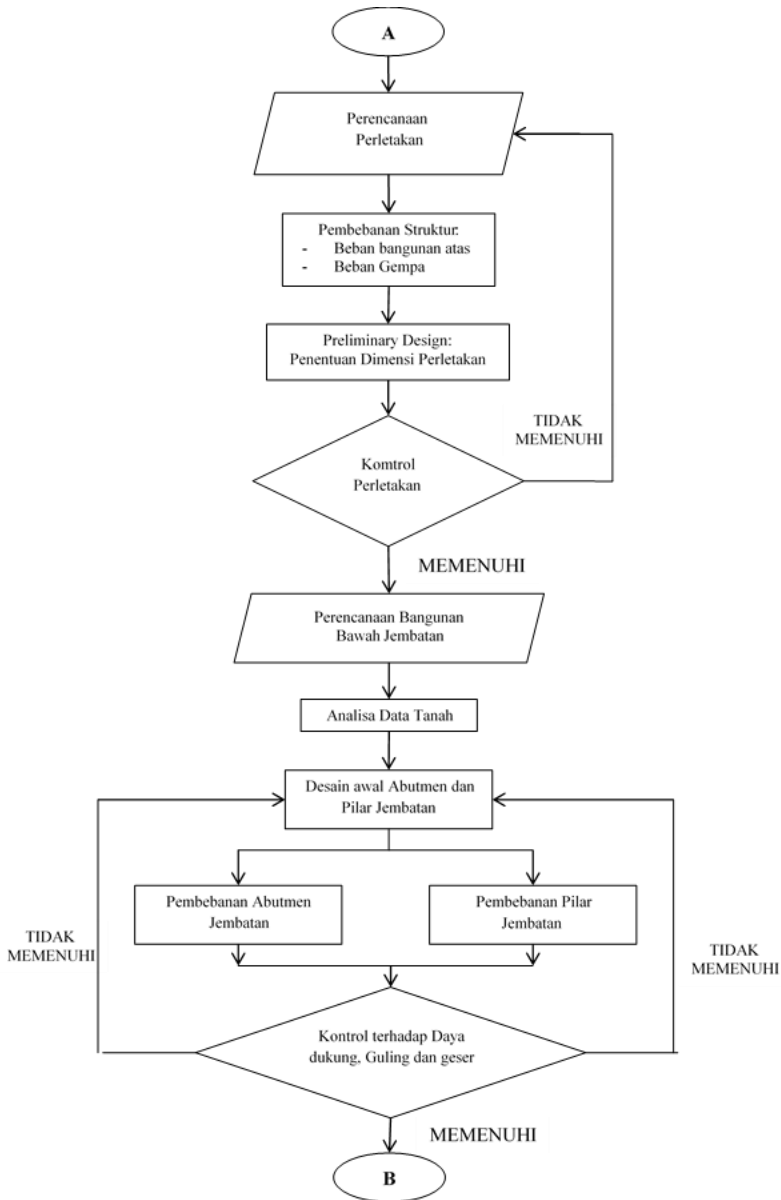 A
Perencanaan
Perletakan
Pembebanan Struktur:
- Beban bangunan atas
- Beban Gempa
Preliminary Design:
Penentuan Dimensi Perletakan
TIDAK
MEMENUHI
Komtrol
Perletakan
MEMENUHI
Perencanaan Bangunan
Bawah Jembatan
Analisa Data Tanah
Desain awal Abutmen dan
Pilar Jembatan
Pembebanan Abutmen
Jembatan
Pembebanan Pilar
Jembatan
TIDAK
MEMENUHI
TIDAK
MEMENUHI
Kontrol terhadap Daya
dukung, Guling dan geser
MEMENUHI
B